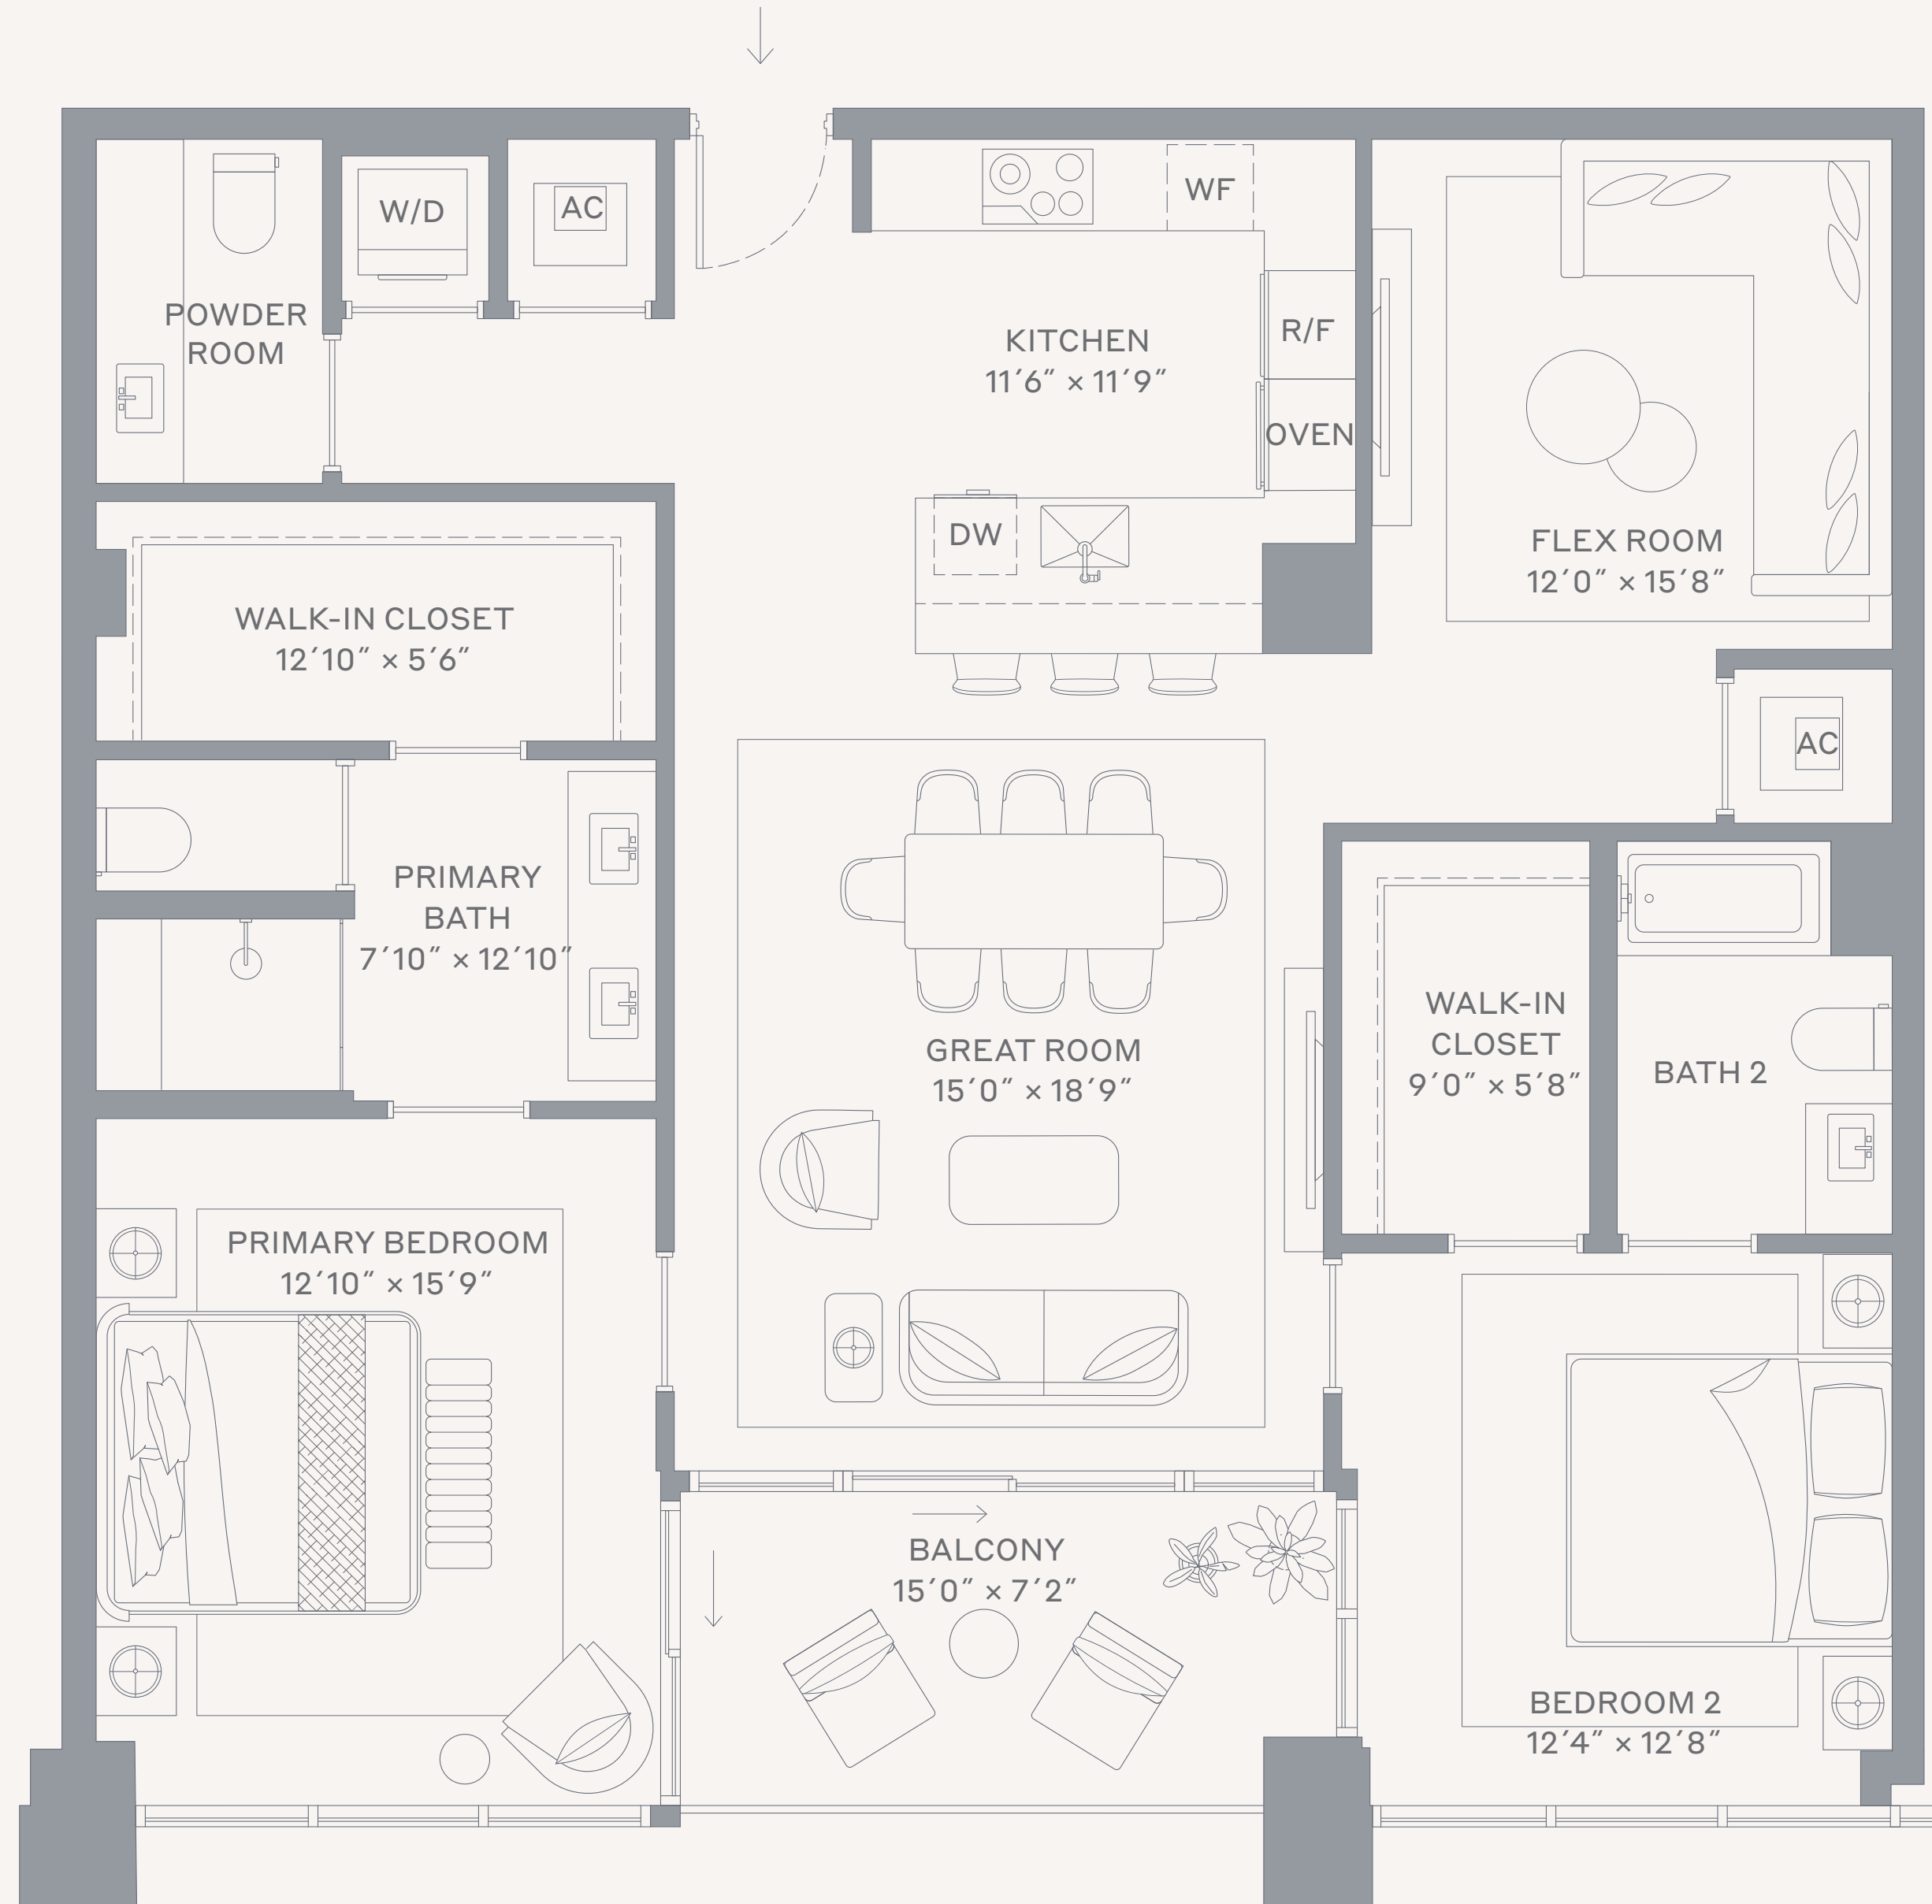 W/D
AC
WF
POWDER
ROOM
KITCHEN
11´6˝ × 11´9˝
R/F
OVEN
DW
FLEX ROOM
12´0˝ × 15´8˝
WALK-IN CLOSET
12´10˝ × 5´6˝
AC
PRIMARY
BATH
7´10˝ × 12´10˝
GREAT ROOM
15´0˝ × 18´9˝
WALK-IN
CLOSET
9´0˝ × 5´8˝
BATH 2
PRIMARY BEDROOM
12´10˝ × 15´9˝
BALCONY
15´0˝ × 7´2˝
BEDROOM 2
12´4˝ × 12´8˝